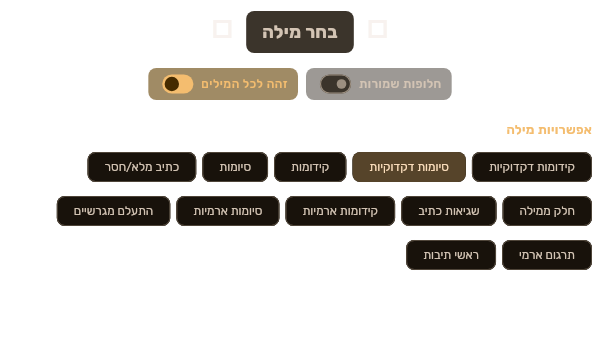 בחר מילה
חלופות שמורות זהה לכל המילים
אפשרויות מילה
קידומות דקדוקיות סיומות דקדוקיות קידומות סיומות כתיב מלא/חסר
חלק ממילה שגיאות כתיב קידומות ארמיות סיומות ארמיות התעלם מגרשיים
תרגום ארמי ראשי תיבות